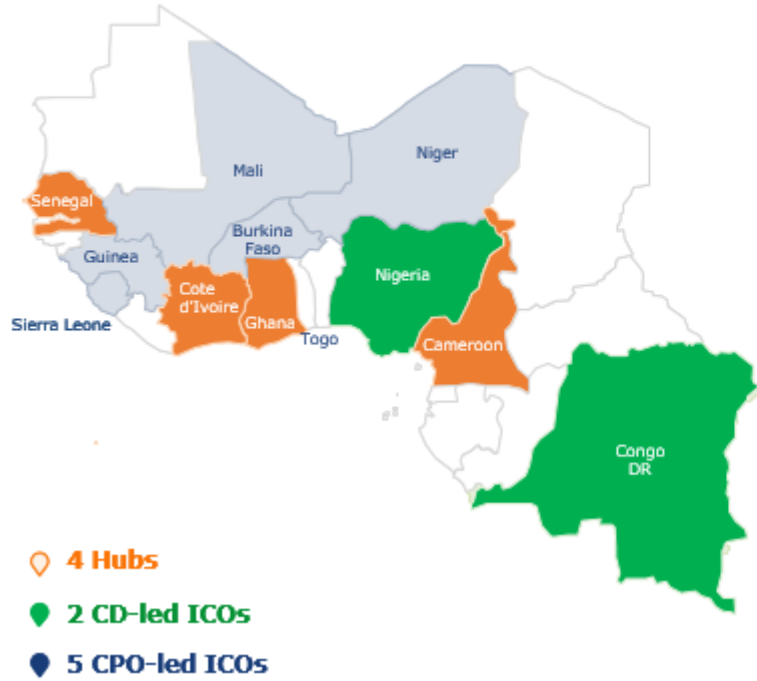 Niger
Mali
Senegal
Burkina
Faso
Guinea
Nigeria
Cote
d'Ivoire
Sierra Leone
Ghana
Togo
Cameroon
Congo
DR
4 Hubs
2 CD-led ICOs
5 CPO-led ICOs